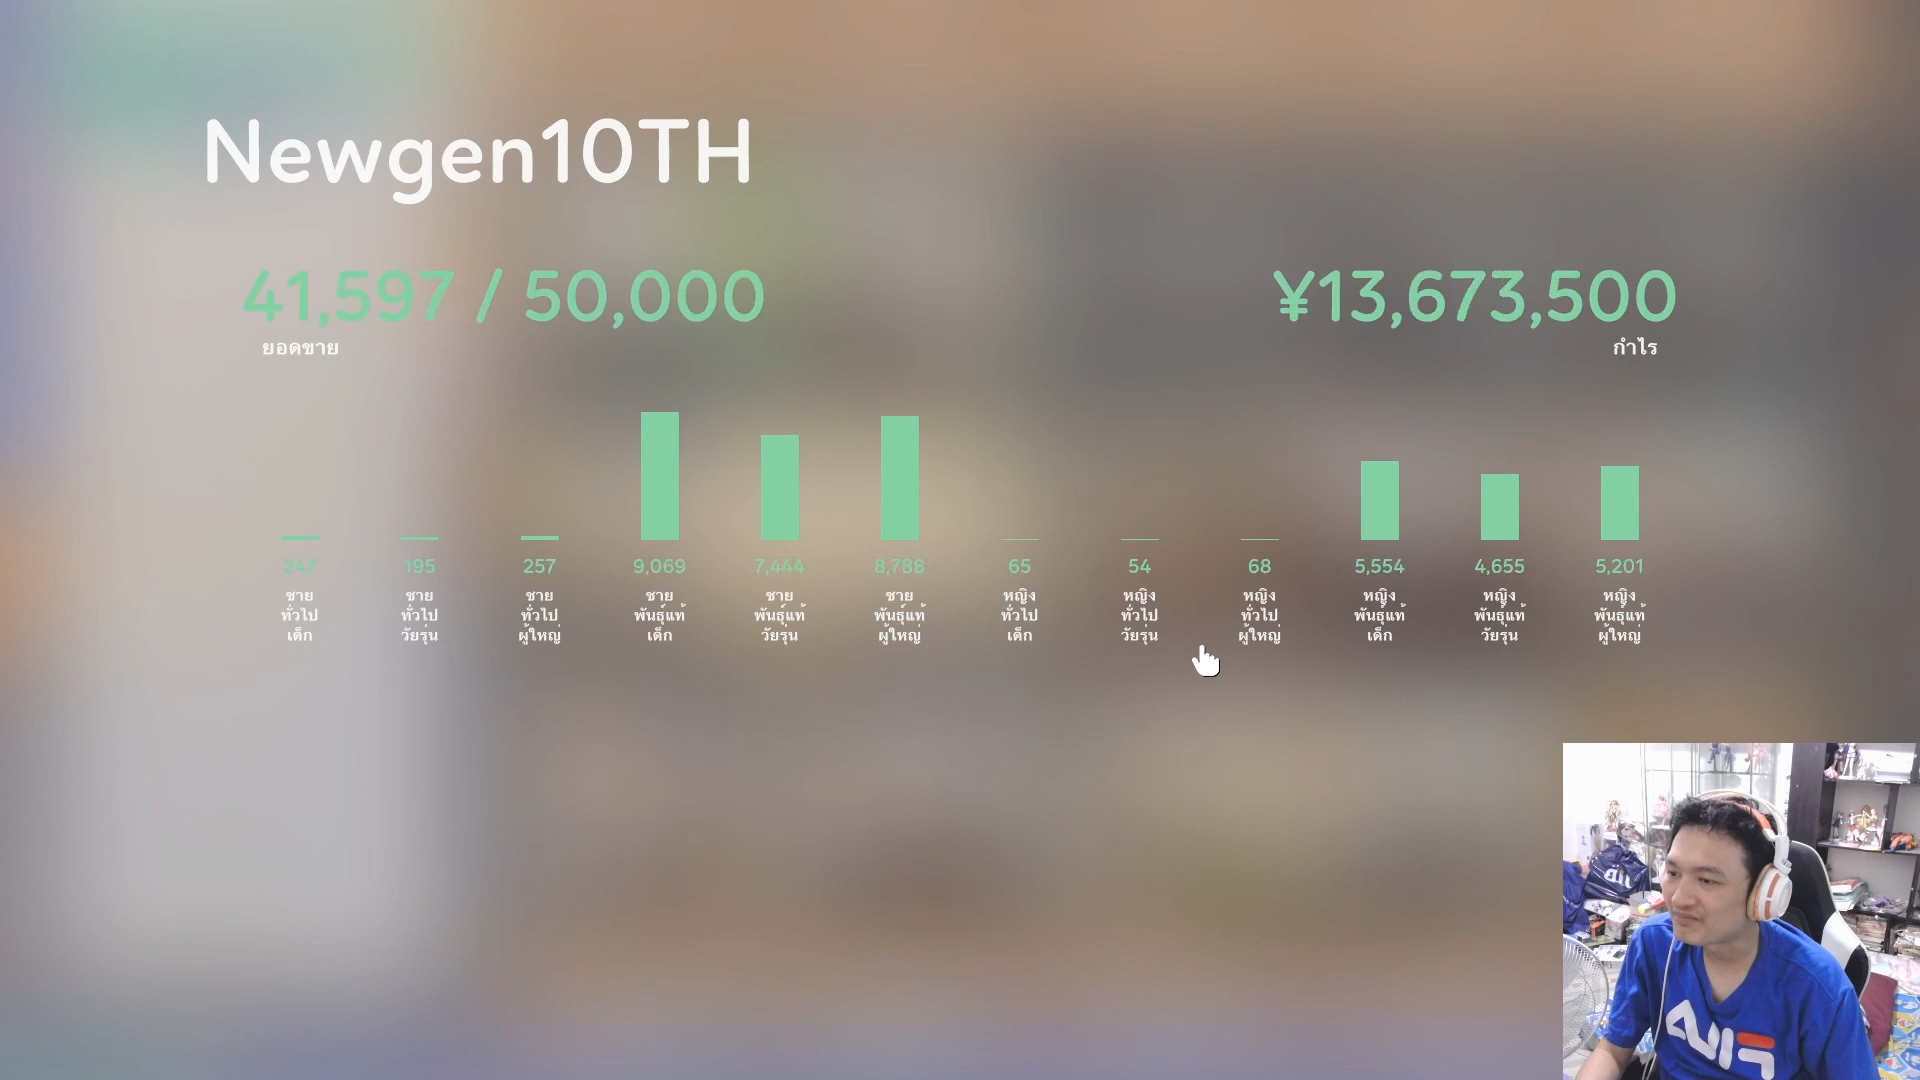 Newgen10TH
41,597 / 50,000
ยอดขาย
¥13,673,500
กำไร
247
ชาย
ทั่วไป
เด็ก
195
ชาย
ทั่วไป
วัยรุ่น
257
ชาย
ทั่วไป
ผู้ใหญ่
9,069
ชาย
พันธุ์แท้
เด็ก
7,444
ชาย
พันธุ์แท้
วัยรุ่น
8,788
ชาย
พันธุ์แท้
ผู้ใหญ่
65
หญิง
ทั่วไป
เด็ก
54
หญิง
ทั่วไป
วัยรุ่น
68
หญิง
ทั่วไป
ผู้ใหญ่
5,554
หญิง
พันธุ์แท้
เด็ก
4,655
หญิง
พันธุ์แท้
วัยรุ่น
5,201
หญิง
พันธุ์แท้
ผู้ใหญ่